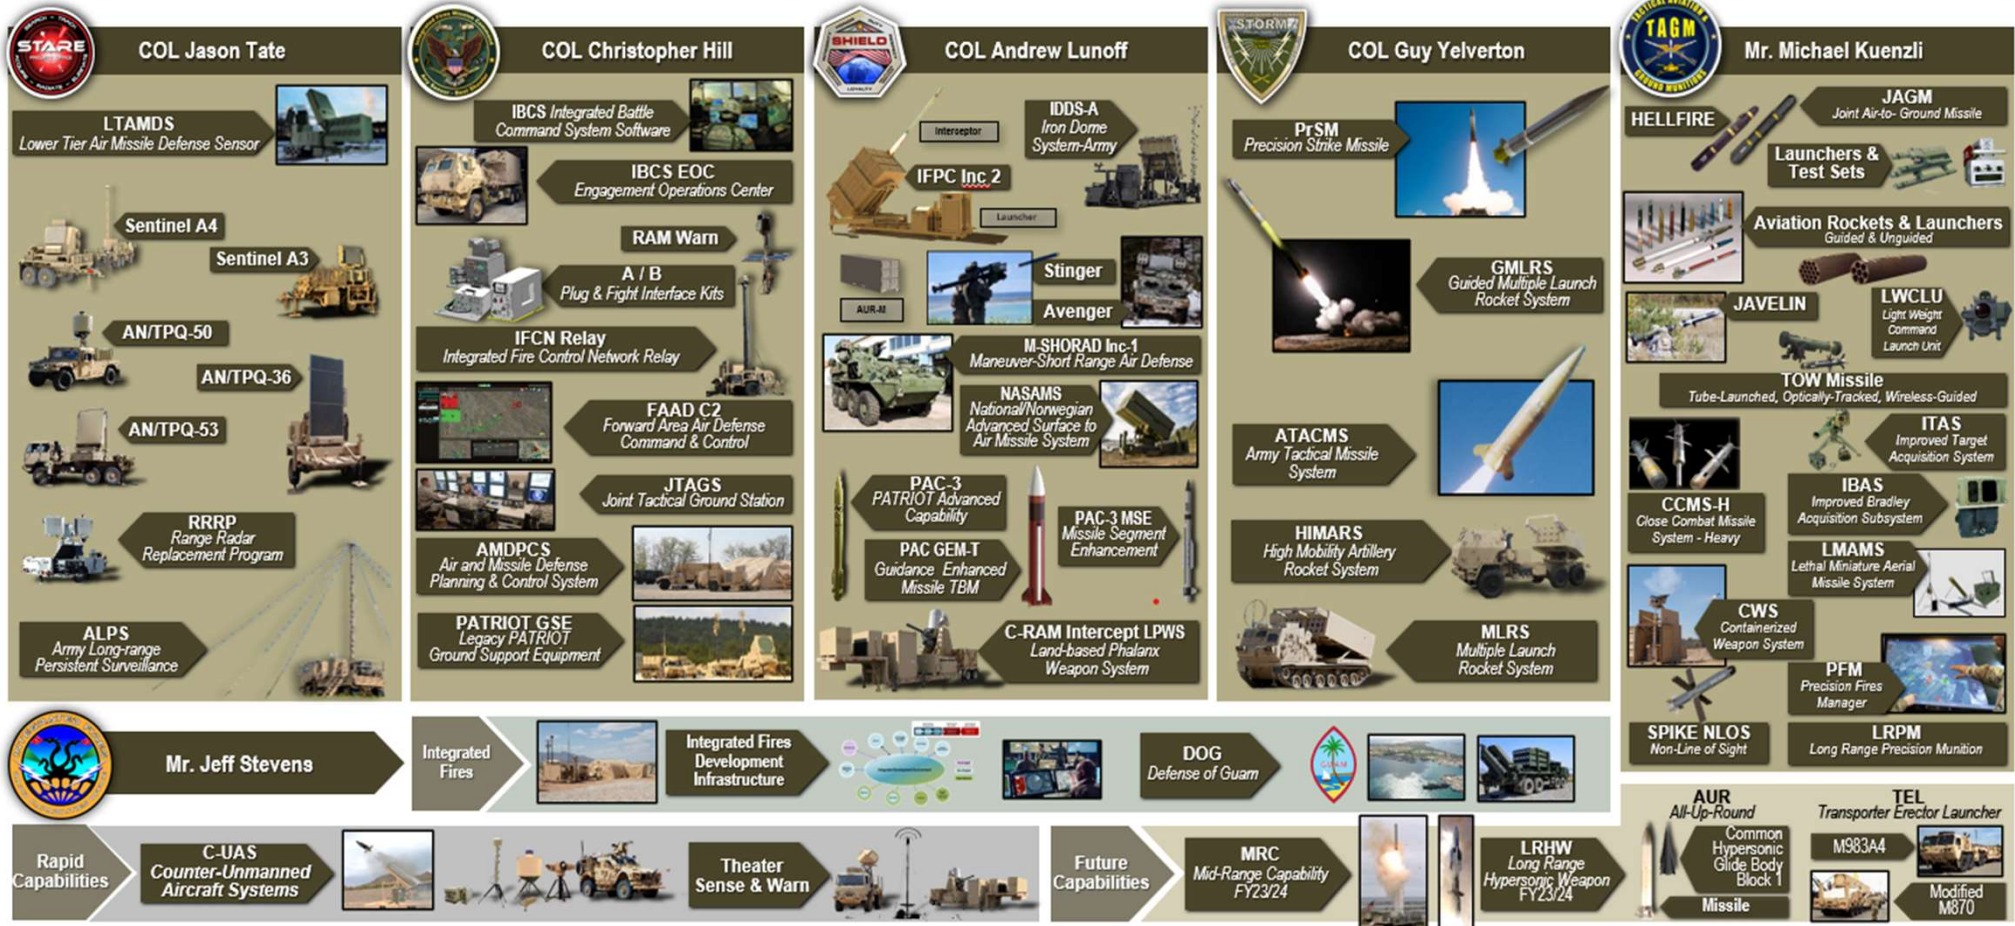 STARE
COL Jason Tate
LTAMDS
Lower Tier Air Missile Defense Sensor
Sentinel A4
Sentinel A3
AN/TPQ-50
AN/TPQ-36
AN/TPQ-53
RRRP
Range Radar
Replacement Program
ALPS
Army Long-range
Persistent Surveillance
COL Christopher Hill
IBCS Integrated Battle
Command System Software
IBCS EOC
Engagement Operations Center
RAM Warn
A / B
Plug & Fight Interface Kits
IFCN Relay
Integrated Fire Control Network Relay
FAAD C2
Forward Area Air Defense
Command & Control
JTAGS
Joint Tactical Ground Station
AMDPCS
Air and Missile Defense
Planning & Control System
PATRIOT GSE
Legacy PATRIOT
Ground Support Equipment
SHIELD
LOYALTY
COL Andrew Lunoff
Interceptor
IDDS-A
Iron Dome
System-Army
IFPC Inc 2
Launcher
AUR-M
Stinger
Avenger
M-SHORAD Inc-1
Maneuver-Short Range Air Defense
NASAMS
National/Norwegian
Advanced Surface to
Air Missile System
PAC-3
PATRIOT Advanced
Capability
PAC-3 MSE
Missile Segment
Enhancement
PAC GEM-T
Guidance Enhanced
Missile TBM
C-RAM Intercept LPWS
Land-based Phalanx
Weapon System
STORM
COL Guy Yelverton
PrSM
Precision Strike Missile
GMLRS
Guided Multiple Launch
Rocket System
ATACMS
Army Tactical Missile
System
HIMARS
High Mobility Artillery
Rocket System
MLRS
Multiple Launch
Rocket System
TACTICAL AVIATION &
TAGM
GROUND MUNITIONS
Mr. Michael Kuenzli
HELLFIRE
JAGM
Joint Air-to- Ground Missile
Launchers &
Test Sets
Aviation Rockets & Launchers
Guided & Unguided
JAVELIN
LWCLU
Light Weight
Command
Launch Unit
TOW Missile
Tube-Launched, Optically-Tracked, Wireless-Guided
ITAS
Improved Target
Acquisition System
CCMS-H
Close Combat Missile
System - Heavy
IBAS
Improved Bradley
Acquisition Subsystem
LMAMS
Lethal Miniature Aerial
Missile System
CWS
Containerized
Weapon System
PFM
Precision Fires
Manager
SPIKE NLOS
Non-Line of Sight
LRPM
Long Range Precision Munition
Mr. Jeff Stevens
Integrated
Fires
Integrated Fires
Development
Infrastructure
DOG
Defense of Guam
GUAM
Rapid
Capabilities
C-UAS
Counter-Unmanned
Aircraft Systems
Theater
Sense & Warn
Future
Capabilities
MRC
Mid-Range Capability
FY23/24
LRHW
Long Range
Hypersonic Weapon
FY23/24
AUR
All-Up-Round
Common
Hypersonic
Glide Body
Block 1
Missile
TEL
Transporter Erector Launcher
M983A4
Modified
M870